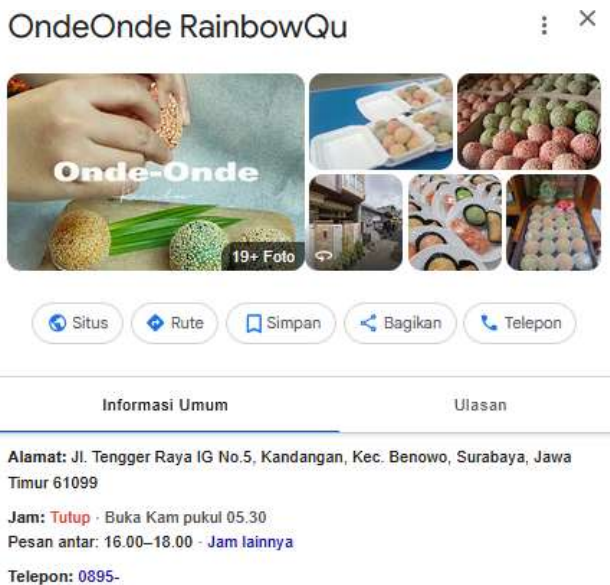 OndeOnde RainbowQu
Onde-Onde
19+ Foto
Situs
Rute
Simpan
Bagikan
Telepon
Informasi Umum
Ulasan
Alamat: Jl. Tengger Raya IG No.5, Kandangan, Kec. Benowo, Surabaya, Jawa
Timur 61099
Jam: Tutup · Buka Kam pukul 05.30
Pesan antar: 16.00–18.00 · Jam lainnya
Telepon: 0895-